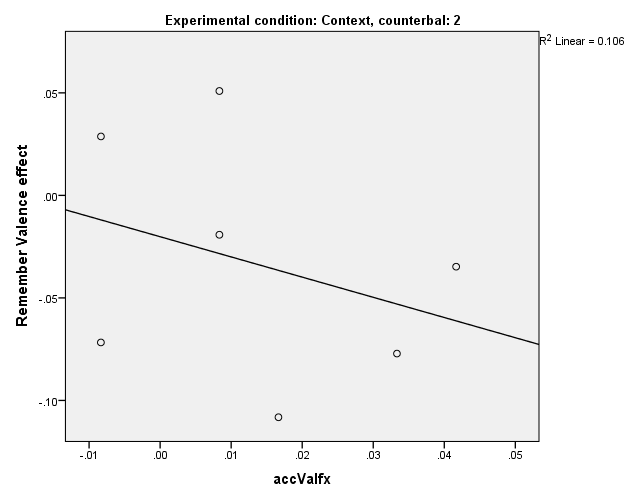 Experimental condition: Context, counterbal: 2
R² Linear = 0.106
Remember Valence effect
.05
.00
-.05
-.10
-.01
.00
.01
.02
.03
.04
.05
accValfx